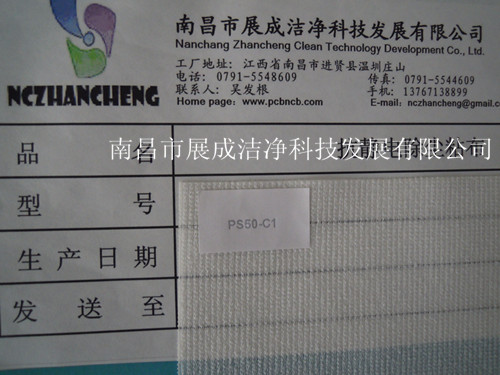 南昌市展成洁净科技发展有限公司
Nanchang Zhancheng Clean Technology Development Co., Ltd.
工厂地址: 江西省南昌市进贤县温圳庄山
电话: 0791-5548609 传真: 0791-5544609
联系人: 吴发根 手机: 13767138899
Home page: www.pcbncb.com E-mail: nczhancheng@gmail.com
NCZHANCHENG
品 名
南昌市展成洁净科技发展有限公司
型 号
PS50-C1
生产日期
发送至